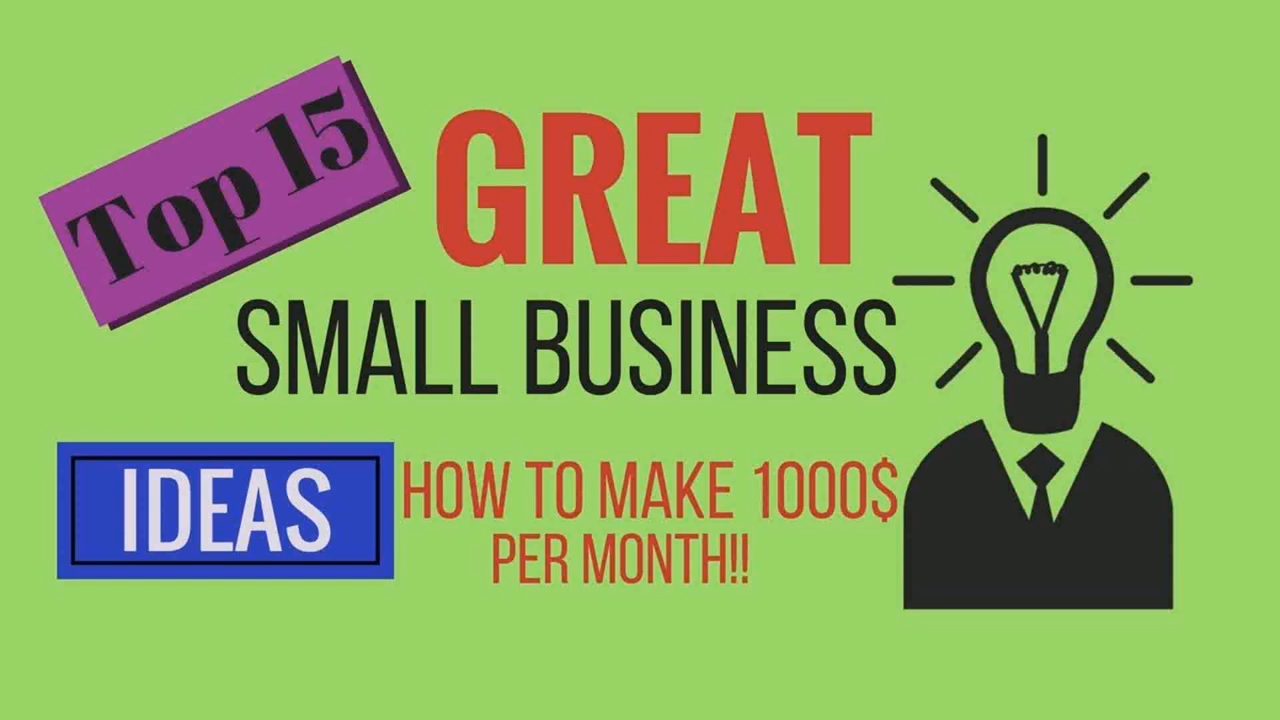 Top 15
GREAT
SMALL BUSINESS
IDEAS
HOW TO MAKE 1000$
PER MONTH!!